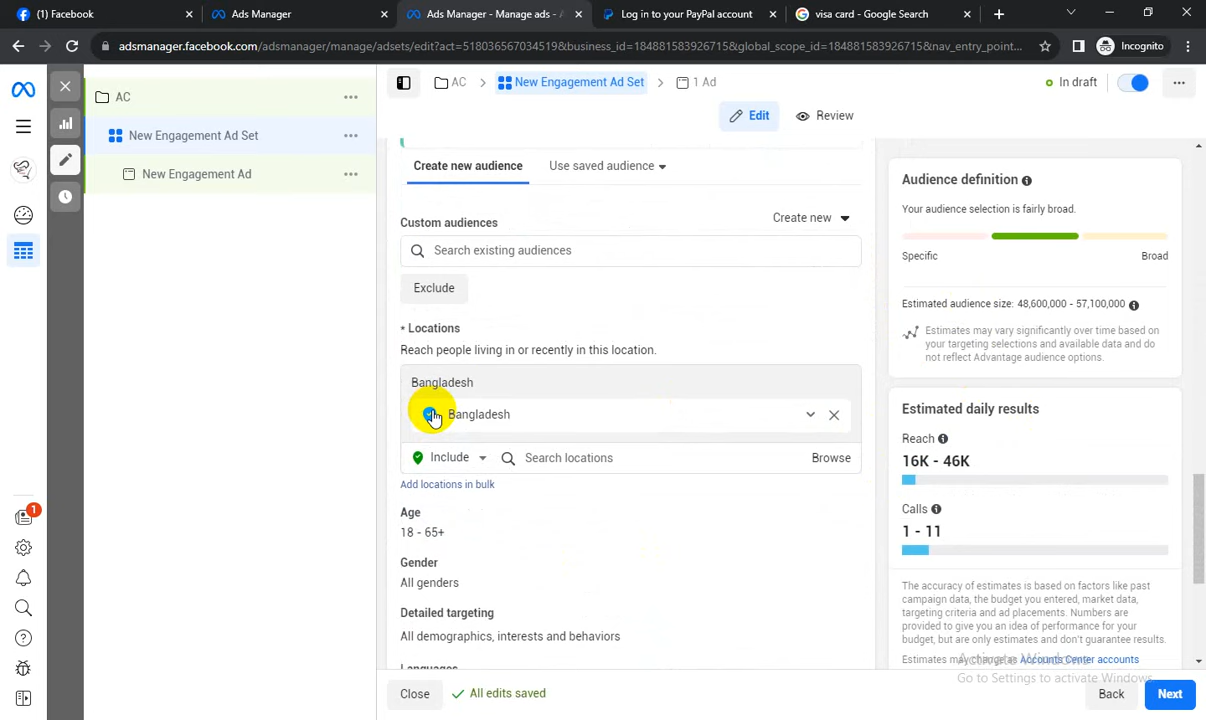 (1) Facebook
Ads Manager
Ads Manager - Manage ads - A
Log in to your PayPal account
visa card - Google Search
adsmanager.facebook.com/adsmanager/manage/adsets/edit?act=518036567034519&business_id=184881583926715&global_scope_id=184881583926715&nav_entry_point...
Incognito
AC
New Engagement Ad Set
New Engagement Ad
AC
New Engagement Ad Set
1 Ad
In draft
Edit
Review
Create new audience
Use saved audience
Custom audiences
Create new
Search existing audiences
Exclude
* Locations
Reach people living in or recently in this location.
Bangladesh
Bangladesh
Include
Search locations
Browse
Add locations in bulk
Age
18 - 65+
Gender
All genders
Detailed targeting
All demographics, interests and behaviors
Languages
Audience definition
Your audience selection is fairly broad.
Specific
Broad
Estimated audience size: 48,600,000 - 57,100,000
Estimates may vary significantly over time based on
your targeting selections and available data and do
not reflect Advantage audience options.
Estimated daily results
Reach
16K - 46K
Calls
1 - 11
The accuracy of estimates is based on factors like past
campaign data, the budget you entered, market data,
targeting criteria and ad placements. Numbers are
provided to give you an idea of performance for your
budget, but are only estimates and don't guarantee results.
Estimates may change as Accounts Center accounts
Activate Windows
Go to Settings to activate Windows.
1
Close
All edits saved
Back
Next